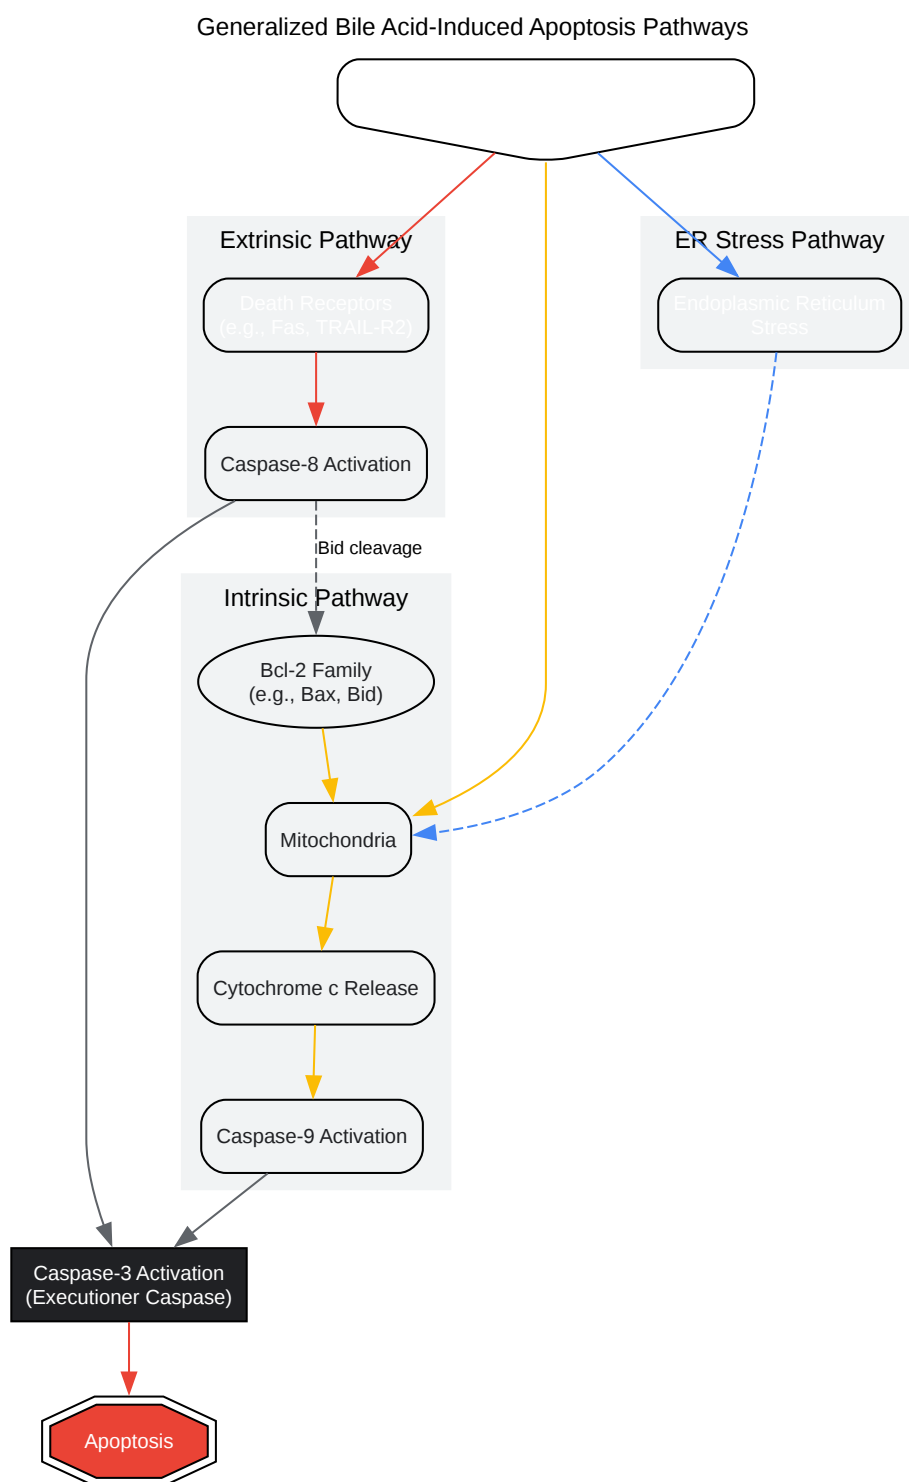 Generalized Bile Acid-Induced Apoptosis Pathways
Extrinsic Pathway
ER Stress Pathway
Death Receptors
(e.g., Fas, TRAIL-R2)
Endoplasmic Reticulum
Stress
Caspase-8 Activation
Bid cleavage
Intrinsic Pathway
Bcl-2 Family
(e.g., Bax, Bid)
Mitochondria
Cytochrome c Release
Caspase-9 Activation
Caspase-3 Activation
(Executioner Caspase)
Apoptosis